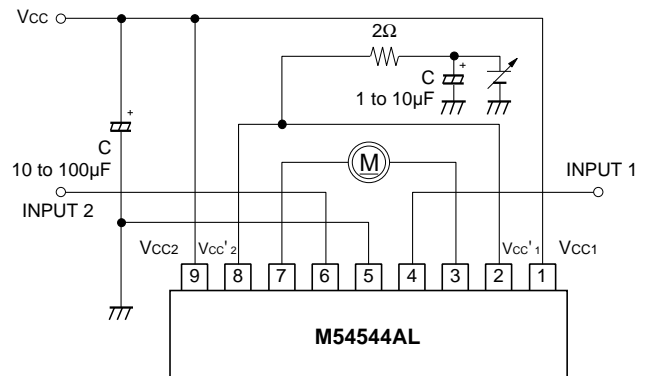 Vcc
2Ω
+
C
1 to 10µF
+
C
10 to 100µF
M
INPUT 1
INPUT 2
Vcc2 Vcc'2 Vcc'1 Vcc1
9 8 7 6 5 4 3 2 1
M54544AL